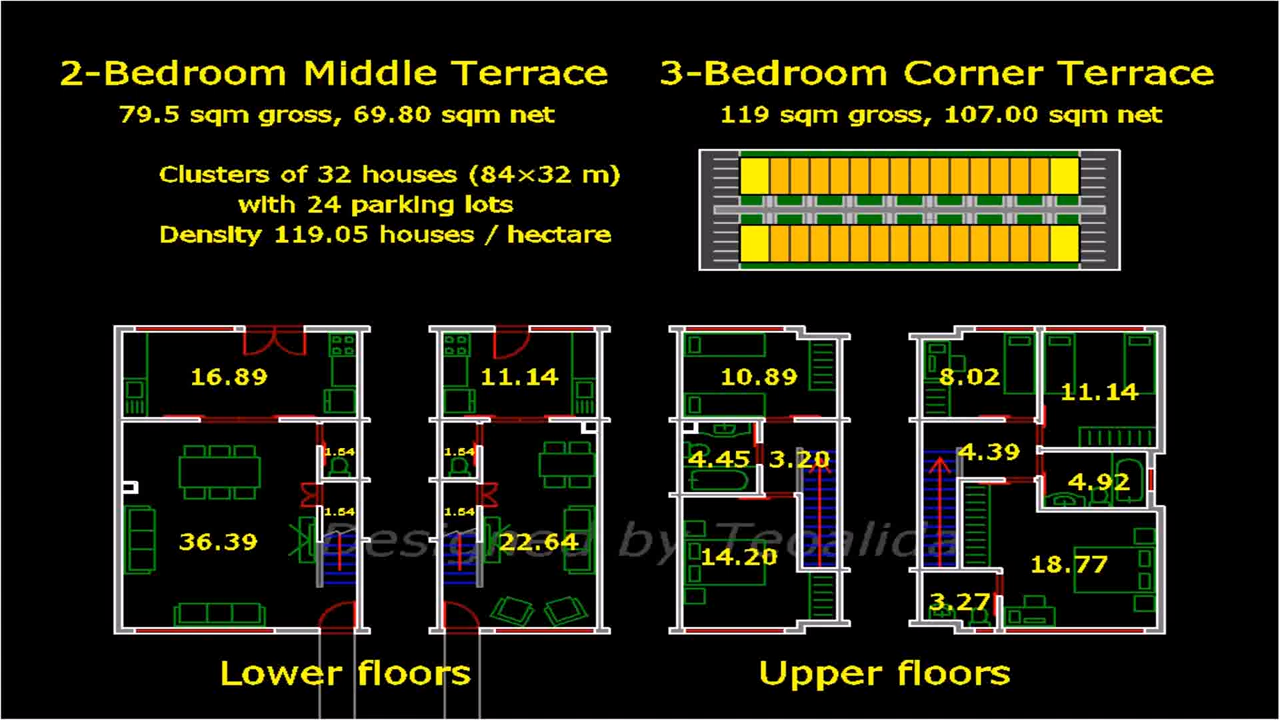 2-Bedroom Middle Terrace
79.5 sqm gross, 69.80 sqm net
3-Bedroom Corner Terrace
119 sqm gross, 107.00 sqm net
Clusters of 32 houses (84×32 m)
with 24 parking lots
Density 119.05 houses / hectare
16.89
11.14
10.89
8.02
11.14
1.54
1.54
4.45
3.20
4.39
4.92
1.54
1.54
36.39
22.64
14.20
18.77
3.27
Designed by Teoalida
Lower floors
Upper floors